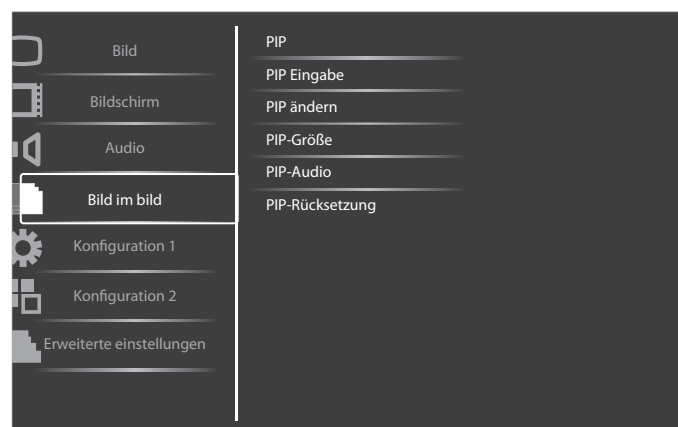 Bild
Bildschirm
Audio
Bild im bild
Konfiguration 1
Konfiguration 2
Erweiterte einstellungen
PIP
PIP Eingabe
PIP ändern
PIP-Größe
PIP-Audio
PIP-Rücksetzung